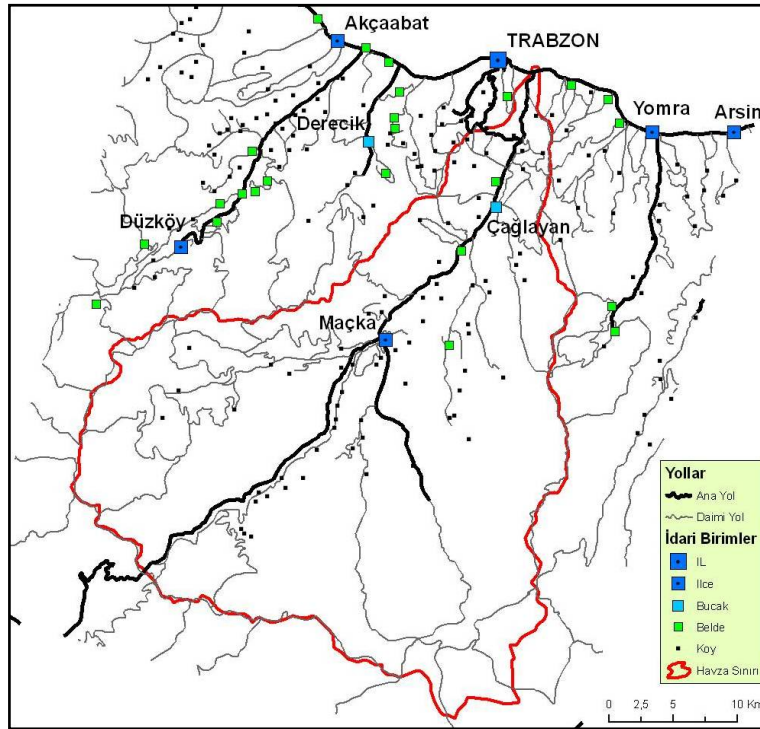 Akçaabat
TRABZON
Yomra
Arsin
Derecik
Düzköy
Çağlayan
Maçka
Yollar
Ana Yol
Daimi Yol
İdari Birimler
IL
Ilce
Bucak
Belde
Koy
Havza Sınırı
0 2,5 5 10 Km